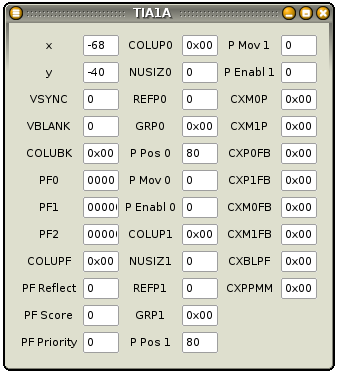 TIA1A
x -68 COLUP0 0x00 P Mov 1 0
y -40 NUSIZ0 0 P Enabl 1 0
VSYNC 0 REFP0 0 CXM0P 0x00
VBLANK 0 GRP0 0x00 CXM1P 0x00
COLUBK 0x00 P Pos 0 80 CXP0FB 0x00
PF0 0000 P Mov 0 0 CXP1FB 0x00
PF1 0000 P Enabl 0 0 CXM0FB 0x00
PF2 0000 COLUP1 0x00 CXM1FB 0x00
COLUPF 0x00 NUSIZ1 0 CXBLPF 0x00
PF Reflect 0 REFP1 0 CXPPMM 0x00
PF Score 0 GRP1 0x00
PF Priority 0 P Pos 1 80